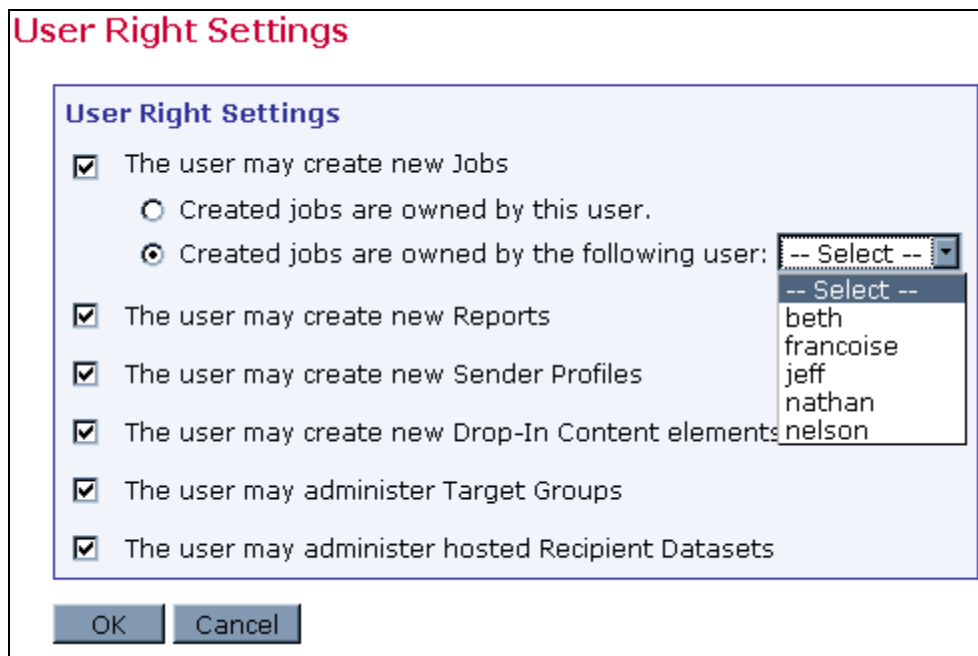 User Right Settings
User Right Settings
The user may create new Jobs
Created jobs are owned by this user.
Created jobs are owned by the following user: -- Select --
-- Select --
beth
francoise
jeff
nathan
nelson
The user may create new Reports
The user may create new Sender Profiles
The user may create new Drop-In Content elements
The user may administer Target Groups
The user may administer hosted Recipient Datasets
OK Cancel